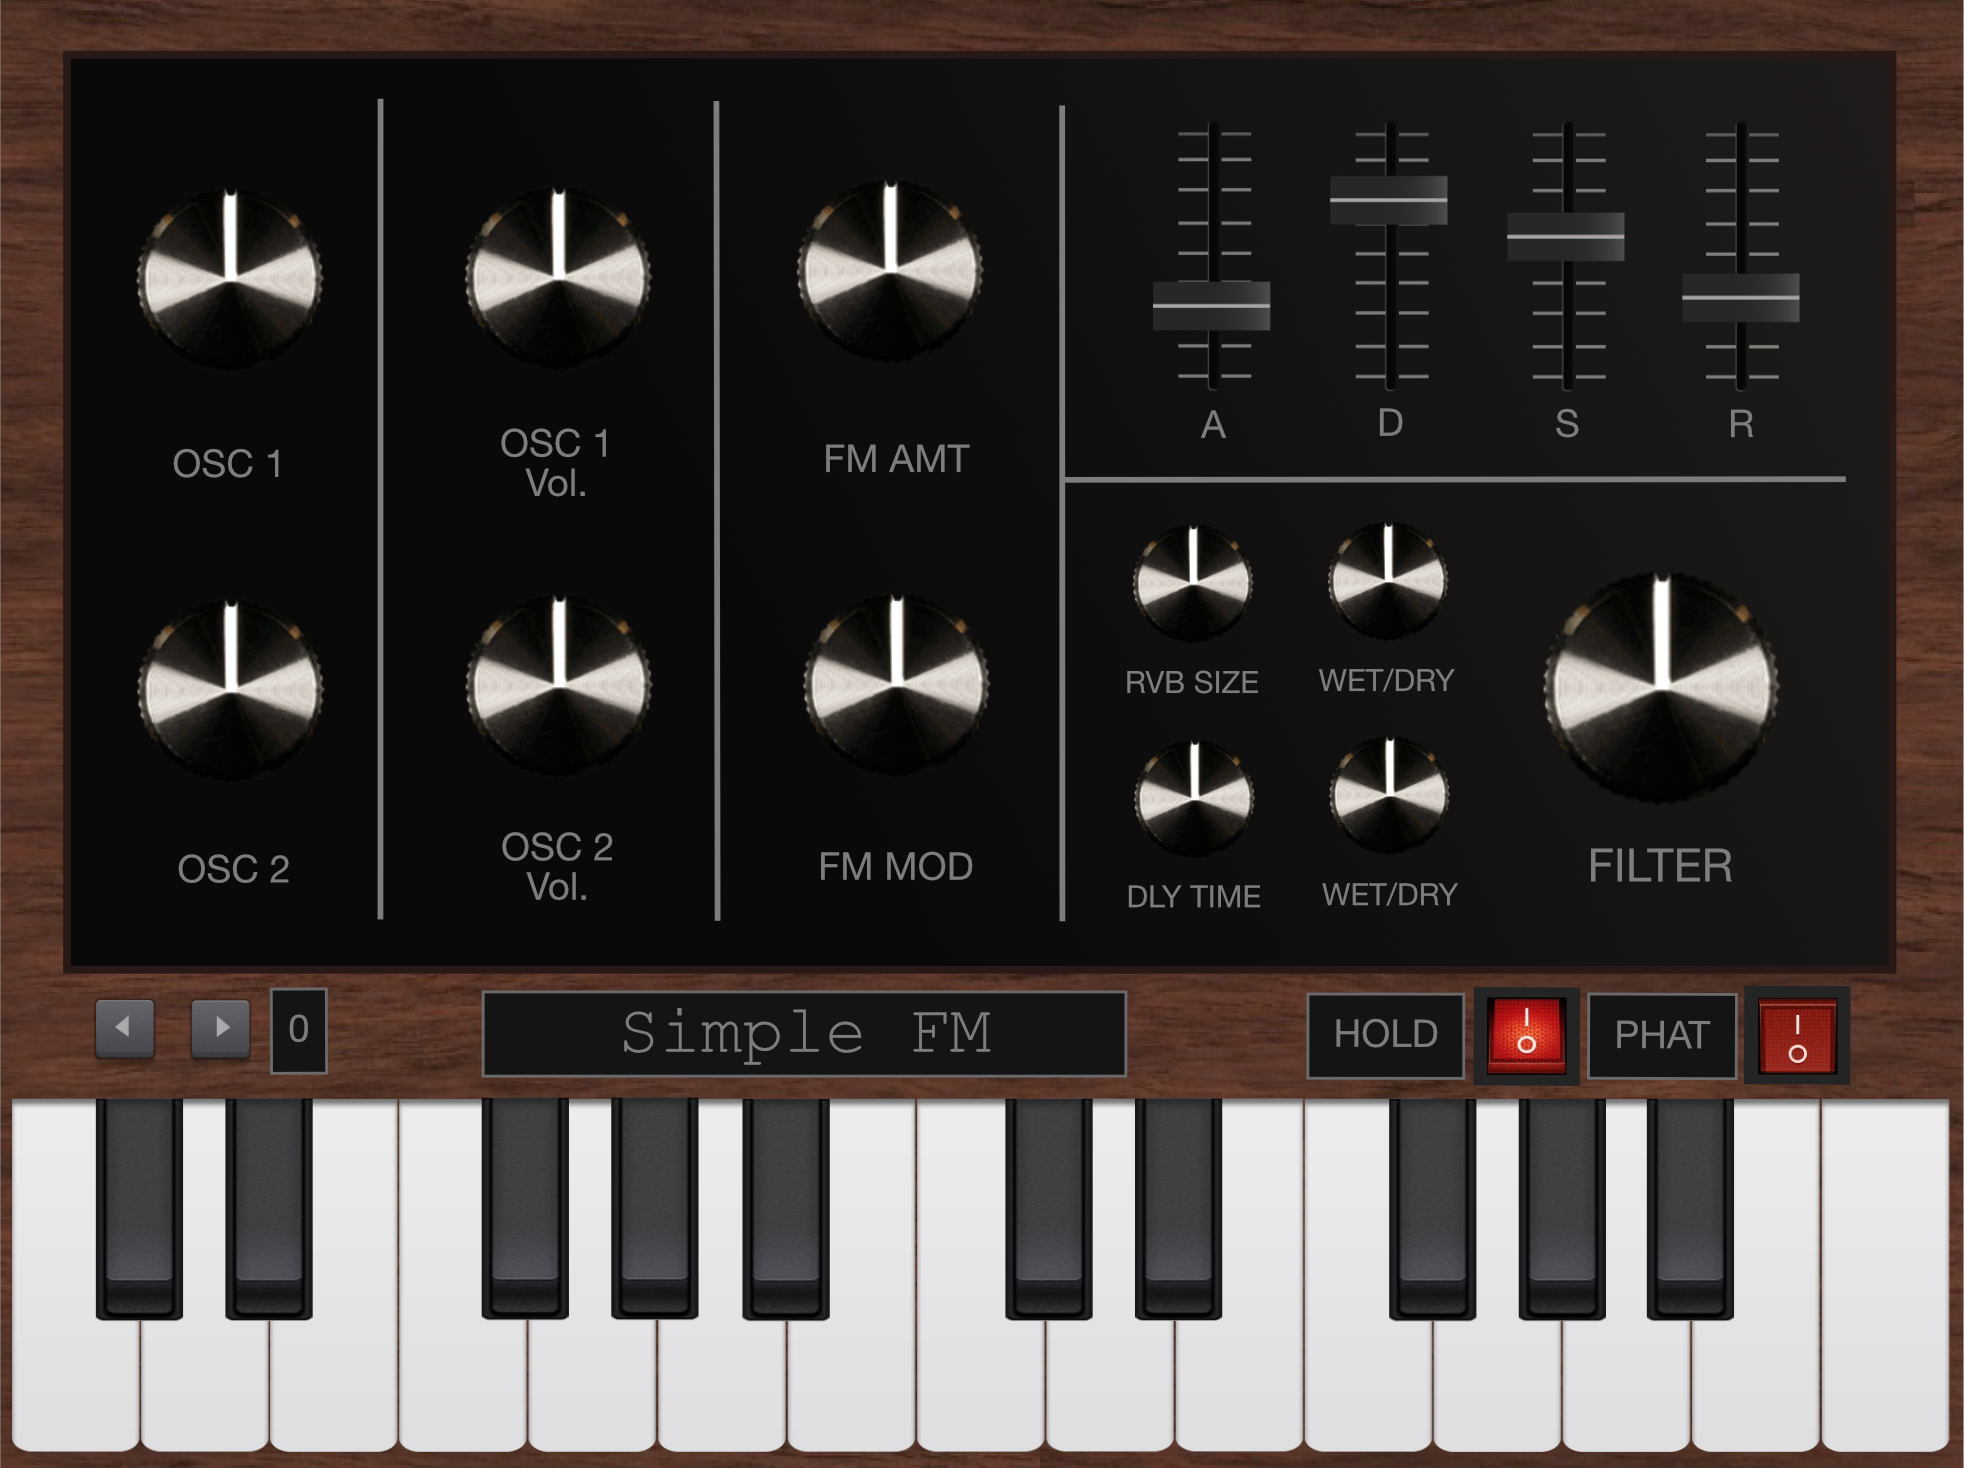 OSC 1
OSC 1
Vol.
FM AMT
A
D
S
R
OSC 2
OSC 2
Vol.
FM MOD
RVB SIZE
WET/DRY
DLY TIME
WET/DRY
FILTER
0
Simple FM
HOLD
PHAT